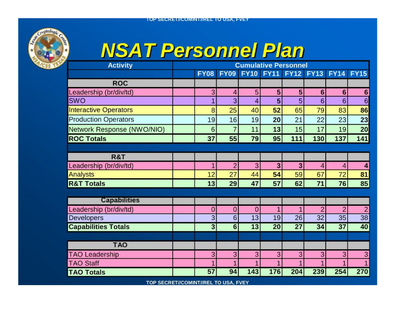 TOP SECRET//COMINT//REL TO USA, FVEY
NSAT Personnel Plan
Activity Cumulative Personnel
FY08 FY09 FY10 FY11 FY12 FY13 FY14 FY15
ROC
Leadership (br/div/td) 3 4 5 5 5 6 6 6
SWO 1 3 4 5 5 6 6 6
Interactive Operators 8 25 40 52 65 79 83 86
Production Operators 19 16 19 20 21 22 23 23
Network Response (NWO/NIO) 6 7 11 13 15 17 19 20
ROC Totals 37 55 79 95 111 130 137 141
R&T
Leadership (br/div/td) 1 2 3 3 3 4 4 4
Analysts 12 27 44 54 59 67 72 81
R&T Totals 13 29 47 57 62 71 76 85
Capabilities
Leadership (br/div/td) 0 0 0 1 1 2 2 2
Developers 3 6 13 19 26 32 35 38
Capabilities Totals 3 6 13 20 27 34 37 40
TAO
TAO Leadership 3 3 3 3 3 3 3 3
TAO Staff 1 1 1 1 1 1 1 1
TAO Totals 57 94 143 176 204 239 254 270
TOP SECRET//COMINT//REL TO USA, FVEY